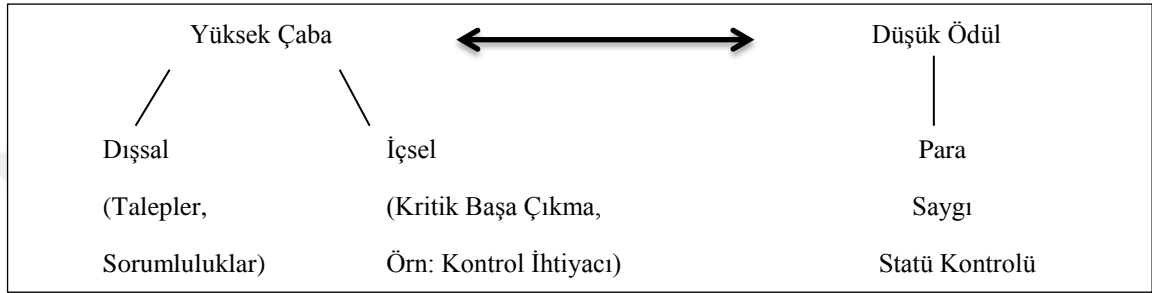 Yüksek Çaba Düşük Ödül
Dışsal İçsel Para
(Talepler, (Kritik Başa Çıkma, Saygı
Sorumluluklar) Örn: Kontrol İhtiyacı) Statü Kontrolü